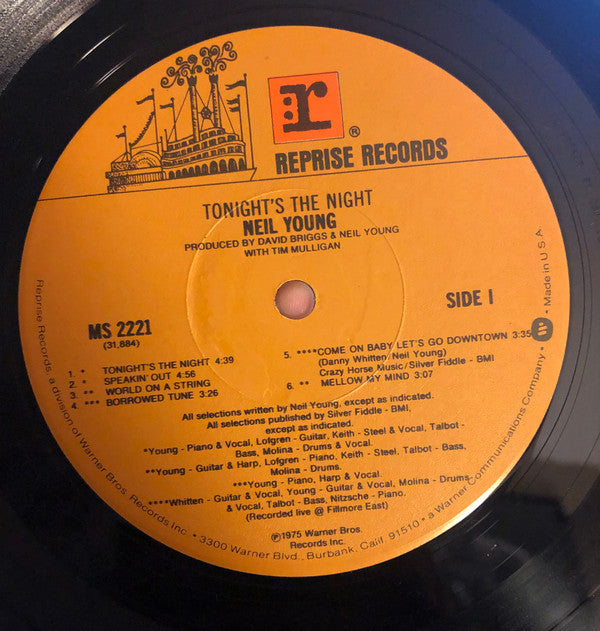 r
®
REPRISE RECORDS
TONIGHT'S THE NIGHT
NEIL YOUNG
PRODUCED BY DAVID BRIGGS & NEIL YOUNG
WITH TIM MULLIGAN
MS 2221
(31,884)
SIDE 1
1. * TONIGHT'S THE NIGHT 4:39
2. * SPEAKIN' OUT 4:56
3. ** WORLD ON A STRING
4. *** BORROWED TUNE 3:26
5. ****COME ON BABY LET'S GO DOWNTOWN 3:35
(Danny Whitten/Neil Young)
Crazy Horse Music/Silver Fiddle - BMI
6. ** MELLOW MY MIND 3:07
All selections written by Neil Young, except as indicated.
All selections published by Silver Fiddle - BMI,
except as indicated.
*Young - Piano & Vocal, Lofgren - Guitar, Keith - Steel & Vocal, Talbot -
Bass, Molina - Drums & Vocal.
**Young - Guitar & Harp, Lofgren - Piano, Keith - Steel, Talbot - Bass,
Molina - Drums.
***Young - Piano, Harp & Vocal.
****Whitten - Guitar & Vocal, Young - Guitar & Vocal, Molina - Drums
& Vocal, Talbot - Bass, Nitzsche - Piano.
(Recorded live @ Fillmore East)
℗1975 Warner Bros.
Records Inc.
Reprise Records, a division of Warner Bros. Records Inc. • 3300 Warner Blvd., Burbank, Calif. 91510 • a Warner Communications Company • W • Made in U.S.A.